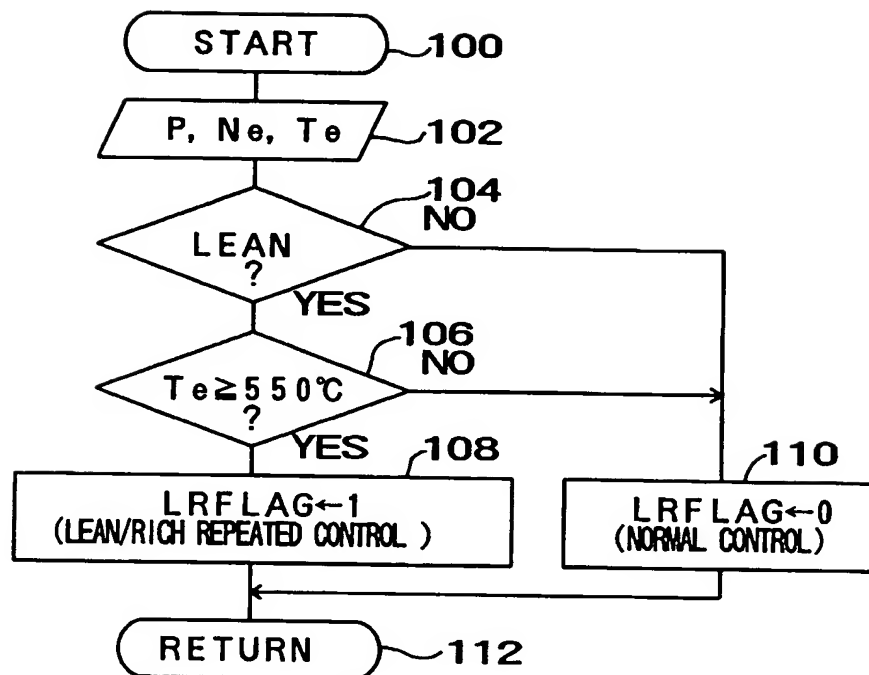 START
100
P, Ne, Te
102
104
NO
LEAN
?
YES
106
NO
Te≧550℃
?
YES
108
110
LRFLAG←1
(LEAN/RICH REPEATED CONTROL )
LRFLAG←0
(NORMAL CONTROL)
RETURN
112